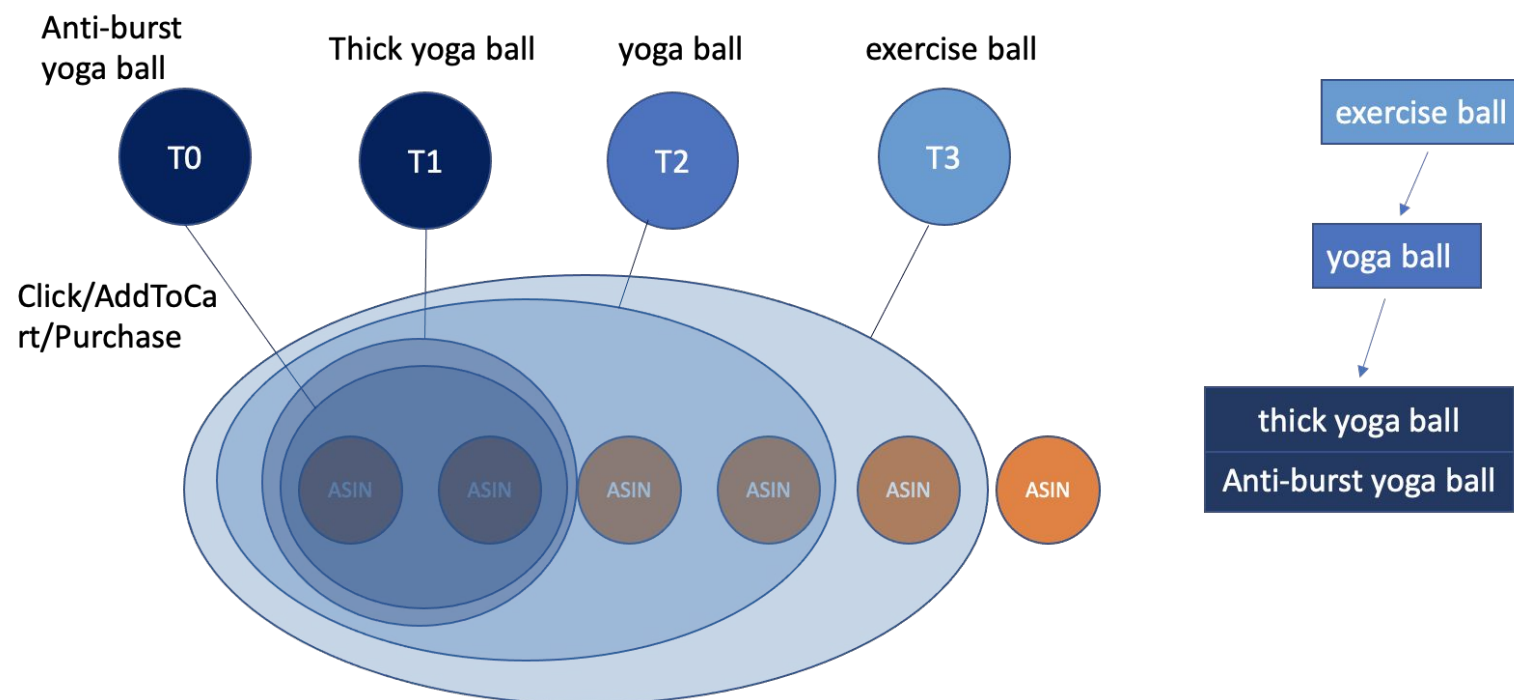 Anti-burst
yoga ball
Thick yoga ball
yoga ball
exercise ball
T0
T1
T2
T3
Click/AddToCa
rt/Purchase
ASIN
ASIN
ASIN
ASIN
ASIN
ASIN
exercise ball
yoga ball
thick yoga ball
Anti-burst yoga ball